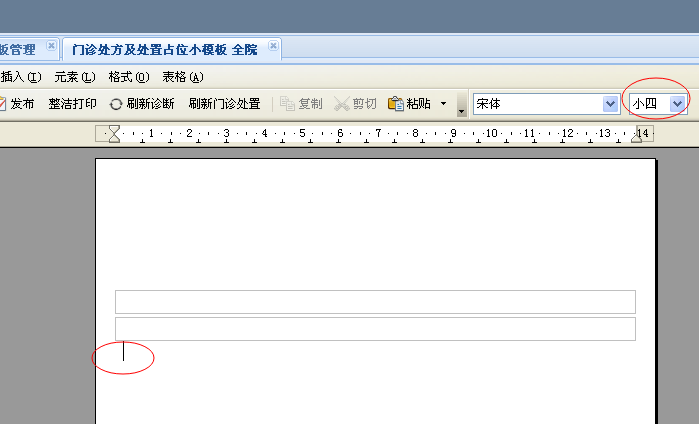 板管理 门诊处方及处置占位小模板 全院
插入(I) 元素(L) 格式(O) 表格(A)
发布 整洁打印 刷新诊断 刷新门诊处置 复制 剪切 粘贴 宋体 小四
1 2 3 4 5 6 7 8 9 10 11 12 13 14